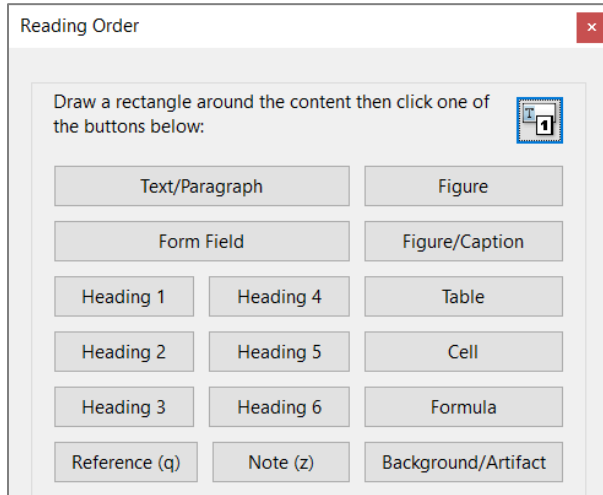 Reading Order
×
Draw a rectangle around the content then click one of
the buttons below:
T
1
Text/Paragraph Figure
Form Field Figure/Caption
Heading 1 Heading 4 Table
Heading 2 Heading 5 Cell
Heading 3 Heading 6 Formula
Reference (q) Note (z) Background/Artifact